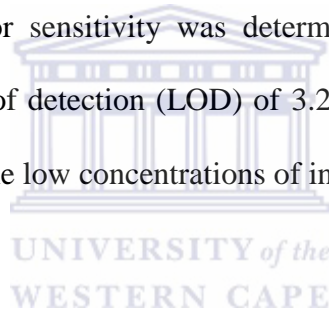 or sensitivity was determ
of detection (LOD) of 3.2
e low concentrations of in
UNIVERSITY of the
WESTERN CAPE